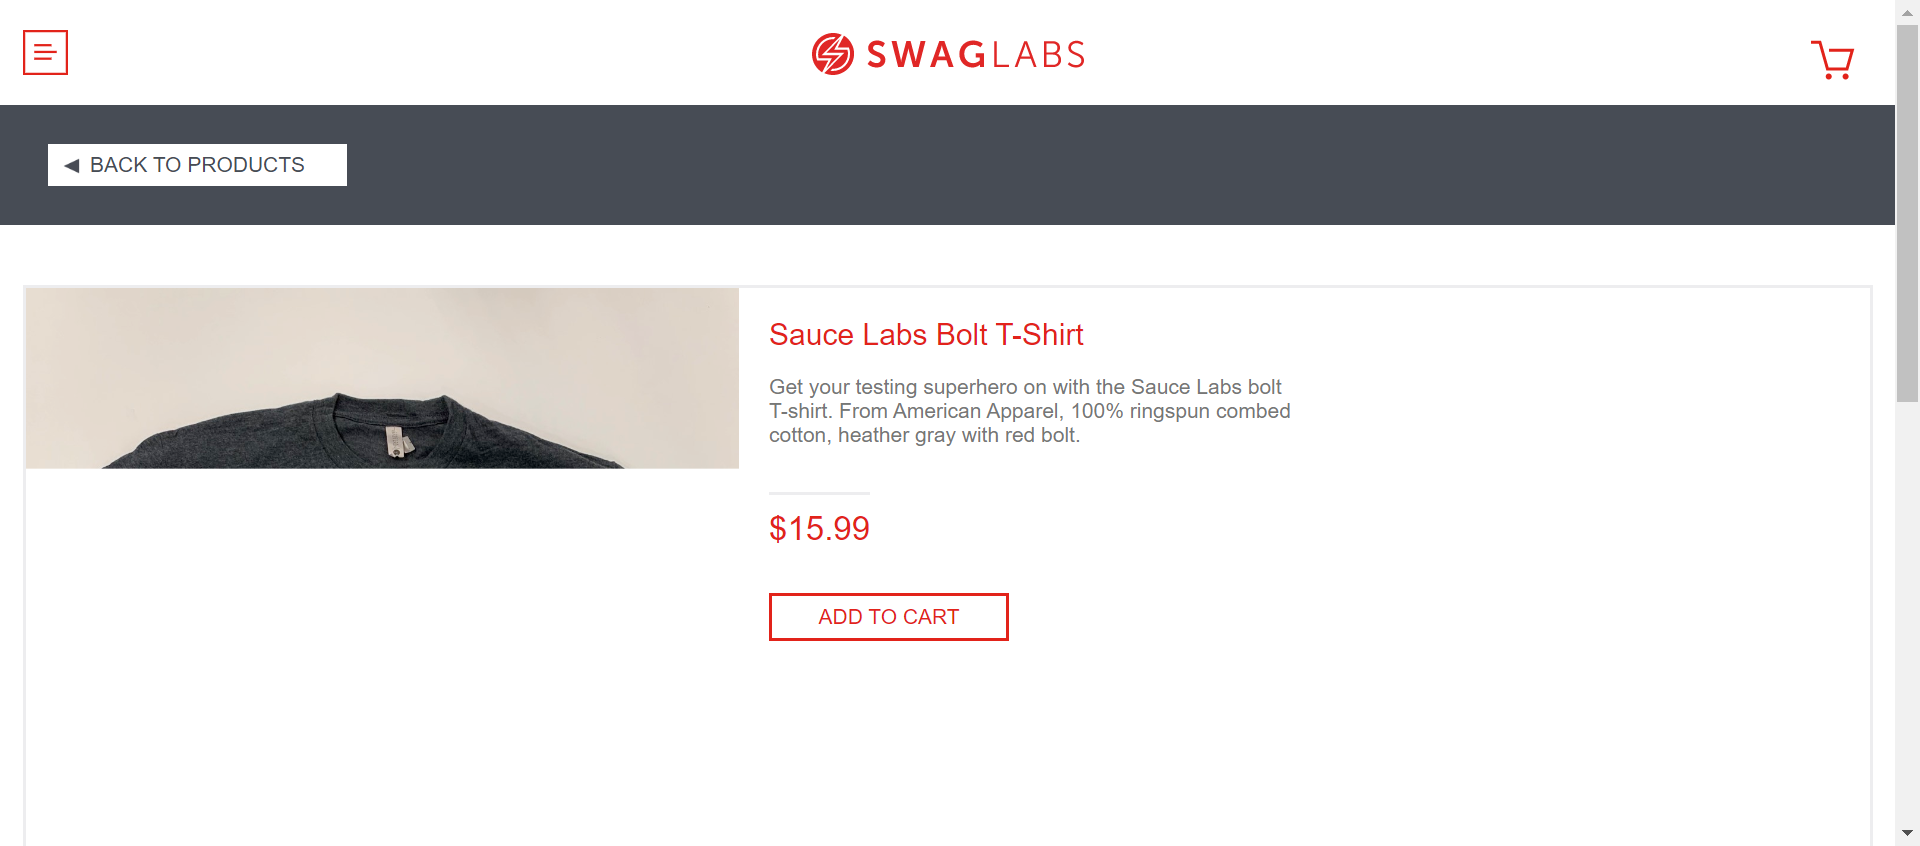 SWAGLABS
BACK TO PRODUCTS
Sauce Labs Bolt T-Shirt
Get your testing superhero on with the Sauce Labs bolt
T-shirt. From American Apparel, 100% ringspun combed
cotton, heather gray with red bolt.
$15.99
ADD TO CART